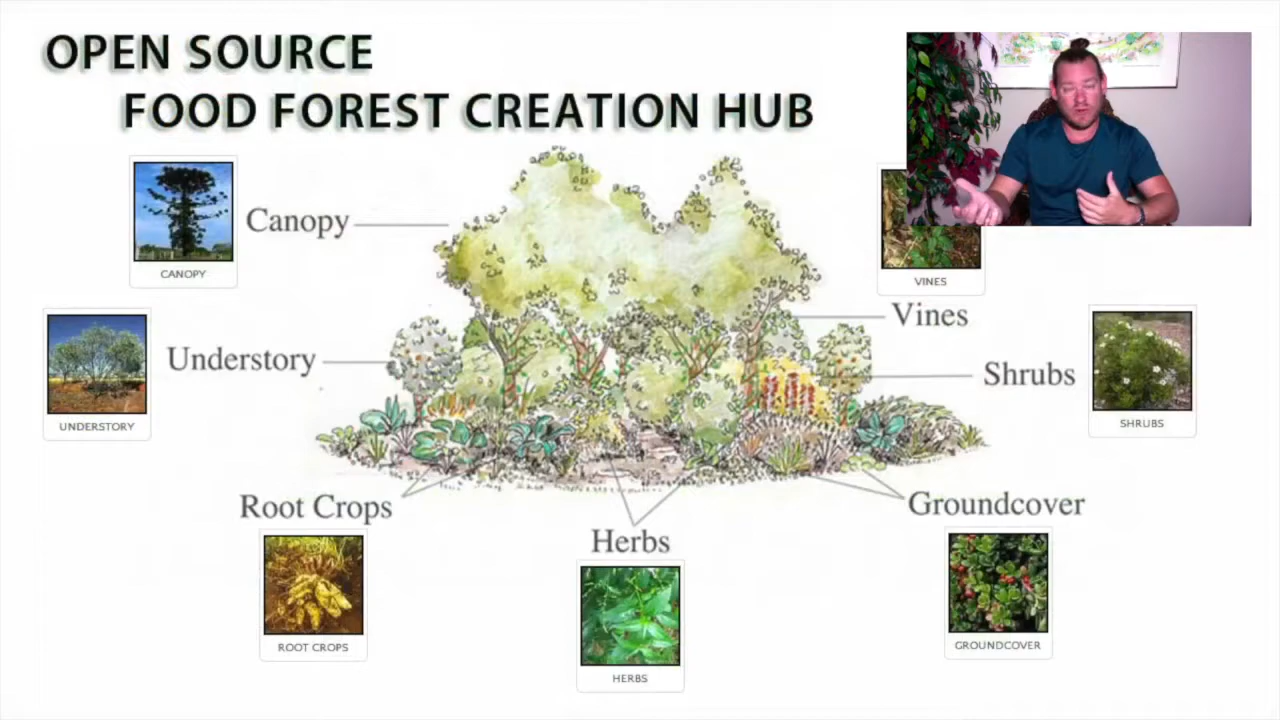 OPEN SOURCE
FOOD FOREST CREATION HUB
CANOPY
Canopy
VINES
Vines
UNDERSTORY
Understory
Shrubs
SHRUBS
Root Crops
ROOT CROPS
Herbs
HERBS
Groundcover
GROUNDCOVER